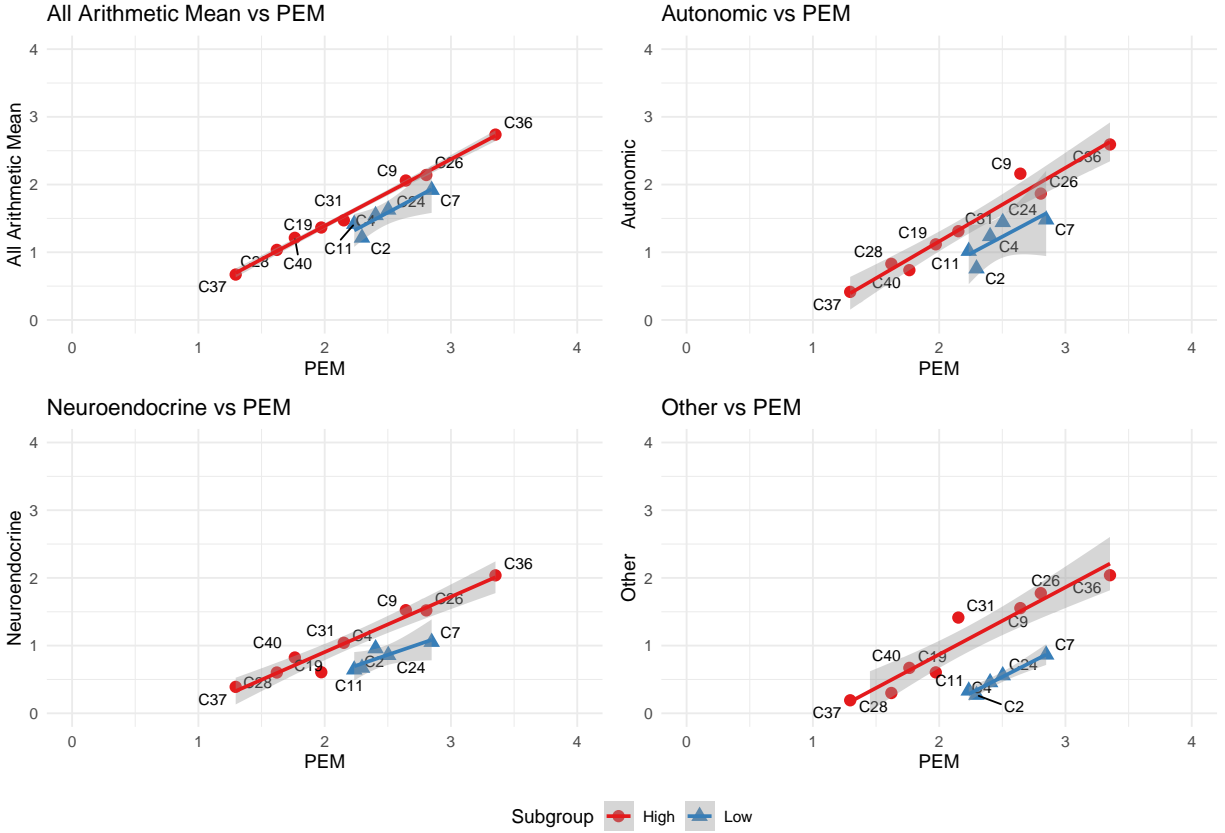 All Arithmetic Mean vs PEM
All Arithmetic Mean
4
3
2
1
0
C36
C26
C9
C7
C24
C31
C4
C19
C11
C2
C40
C28
C37
0 1 2 3 4
PEM
Autonomic vs PEM
Autonomic
4
3
2
1
0
C36
C9
C26
C24
C7
C31
C19
C4
C11
C2
C28
C40
C37
0 1 2 3 4
PEM
Neuroendocrine vs PEM
Neuroendocrine
4
3
2
1
0
C36
C9
C26
C7
C31
C4
C40
C24
C19
C2
C11
C28
C37
0 1 2 3 4
PEM
Other vs PEM
Other
4
3
2
1
0
C26
C36
C31
C9
C7
C40
C19
C24
C11
C4
C2
C28
C37
0 1 2 3 4
PEM
Subgroup High Low